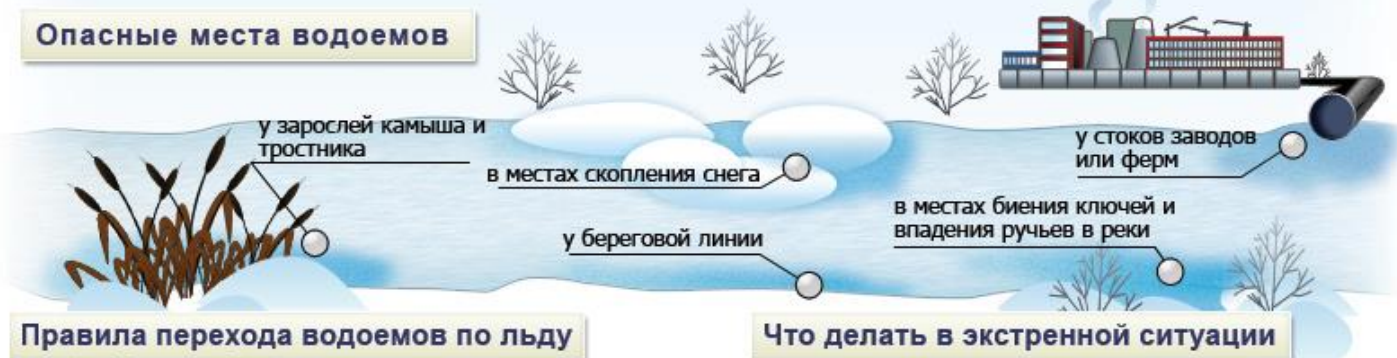 Опасные места водоемов
у зарослей камыша и
тростника
в местах скопления снега
у стоков заводов
или ферм
в местах биения ключей и
впадения ручьев в реки
у береговой линии
Правила перехода водоемов по льду
Что делать в экстренной ситуации